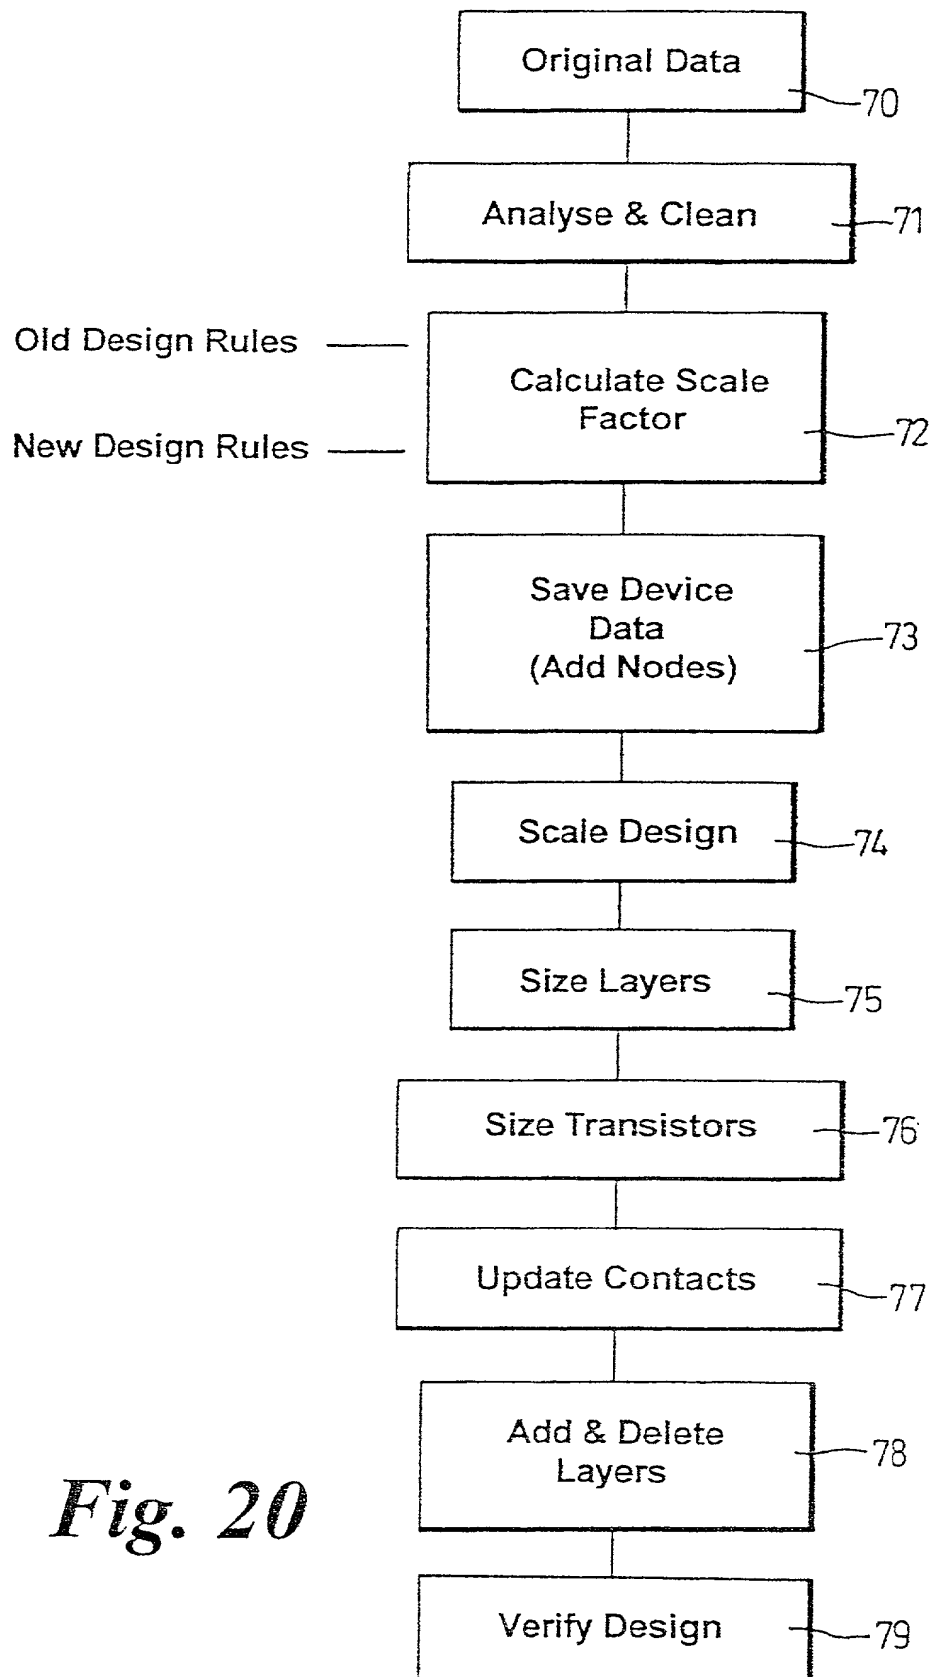 Original Data
70
Analyse & Clean
71
Old Design Rules
New Design Rules
Calculate Scale
Factor
72
Save Device
Data
(Add Nodes)
73
Scale Design
74
Size Layers
75
Size Transistors
76
Update Contacts
77
Add & Delete
Layers
78
Fig. 20
Verify Design
79